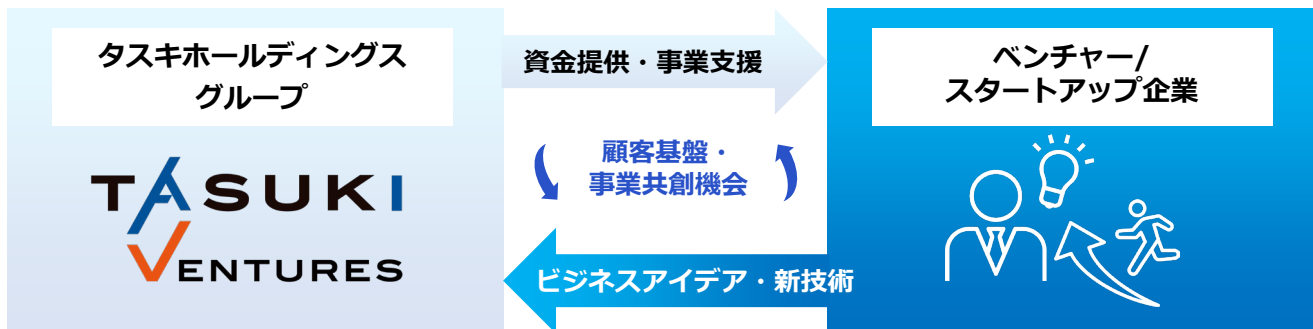 タスキホールディングス
グループ
TASUKI
VENTURES
資金提供・事業支援
顧客基盤・
事業共創機会
ビジネスアイデア・新技術
ベンチャー/
スタートアップ企業